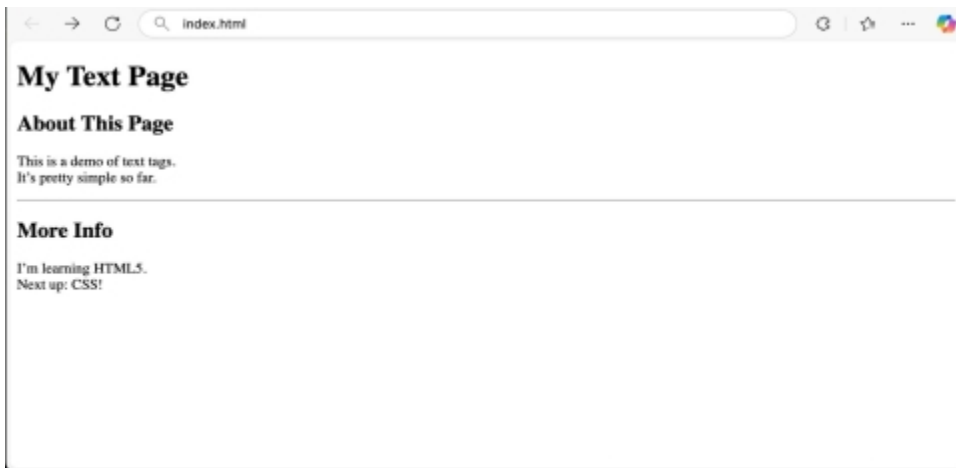 index.html
My Text Page
About This Page
This is a demo of text tags.
It's pretty simple so far.
More Info
I'm learning HTML5.
Next up: CSS!